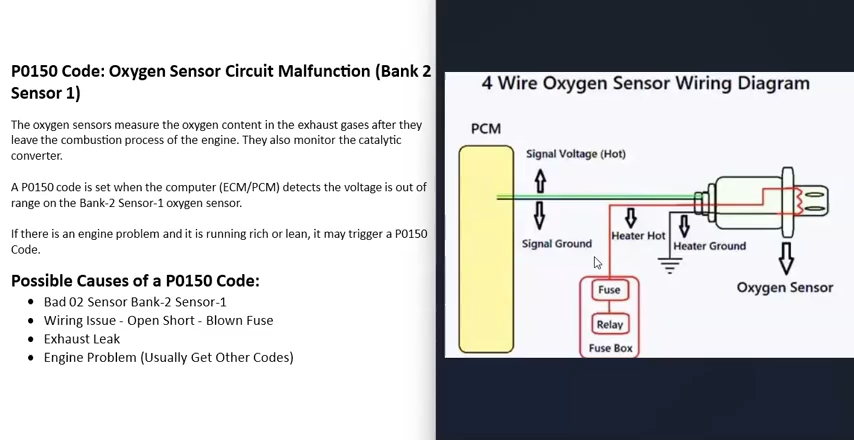 P0150 Code: Oxygen Sensor Circuit Malfunction (Bank 2
Sensor 1)
The oxygen sensors measure the oxygen content in the exhaust gases after they
leave the combustion process of the engine. They also monitor the catalytic
converter.
A P0150 code is set when the computer (ECM/PCM) detects the voltage is out of
range on the Bank-2 Sensor-1 oxygen sensor.
If there is an engine problem and it is running rich or lean, it may trigger a P0150
Code.
Possible Causes of a P0150 Code:
• Bad 02 Sensor Bank-2 Sensor-1
• Wiring Issue - Open Short - Blown Fuse
• Exhaust Leak
• Engine Problem (Usually Get Other Codes)
4 Wire Oxygen Sensor Wiring Diagram
PCM
Signal Voltage (Hot)
Signal Ground
Heater Hot
Heater Ground
Oxygen Sensor
Fuse
Relay
Fuse Box